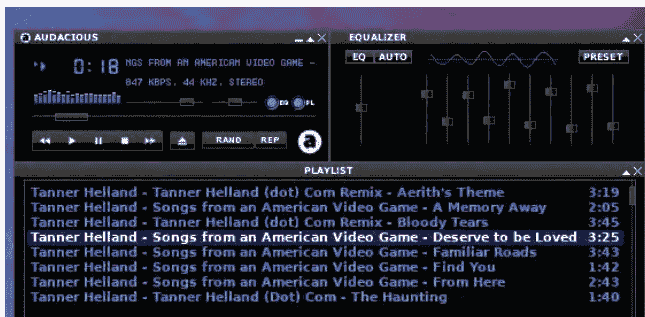 AUDACIOUS
0:18
NGS FROM AN AMERICAN VIDEO GAME -
847 KBPS, 44 KHZ, STEREO
EQ PL
RAND REP
a
EQUALIZER
EQ AUTO PRESET
PLAYLIST
Tanner Helland - Tanner Helland (dot) Com Remix - Aerith's Theme 3:19
Tanner Helland - Songs from an American Video Game - A Memory Away 2:05
Tanner Helland - Tanner Helland (dot) Com Remix - Bloody Tears 3:45
Tanner Helland - Songs from an American Video Game - Deserve to be Loved 3:25
Tanner Helland - Songs from an American Video Game - Familiar Roads 3:43
Tanner Helland - Songs from an American Video Game - Find You 1:42
Tanner Helland - Songs from an American Video Game - From Here 2:43
Tanner Helland - Tanner Helland (Dot) Com - The Haunting 1:40